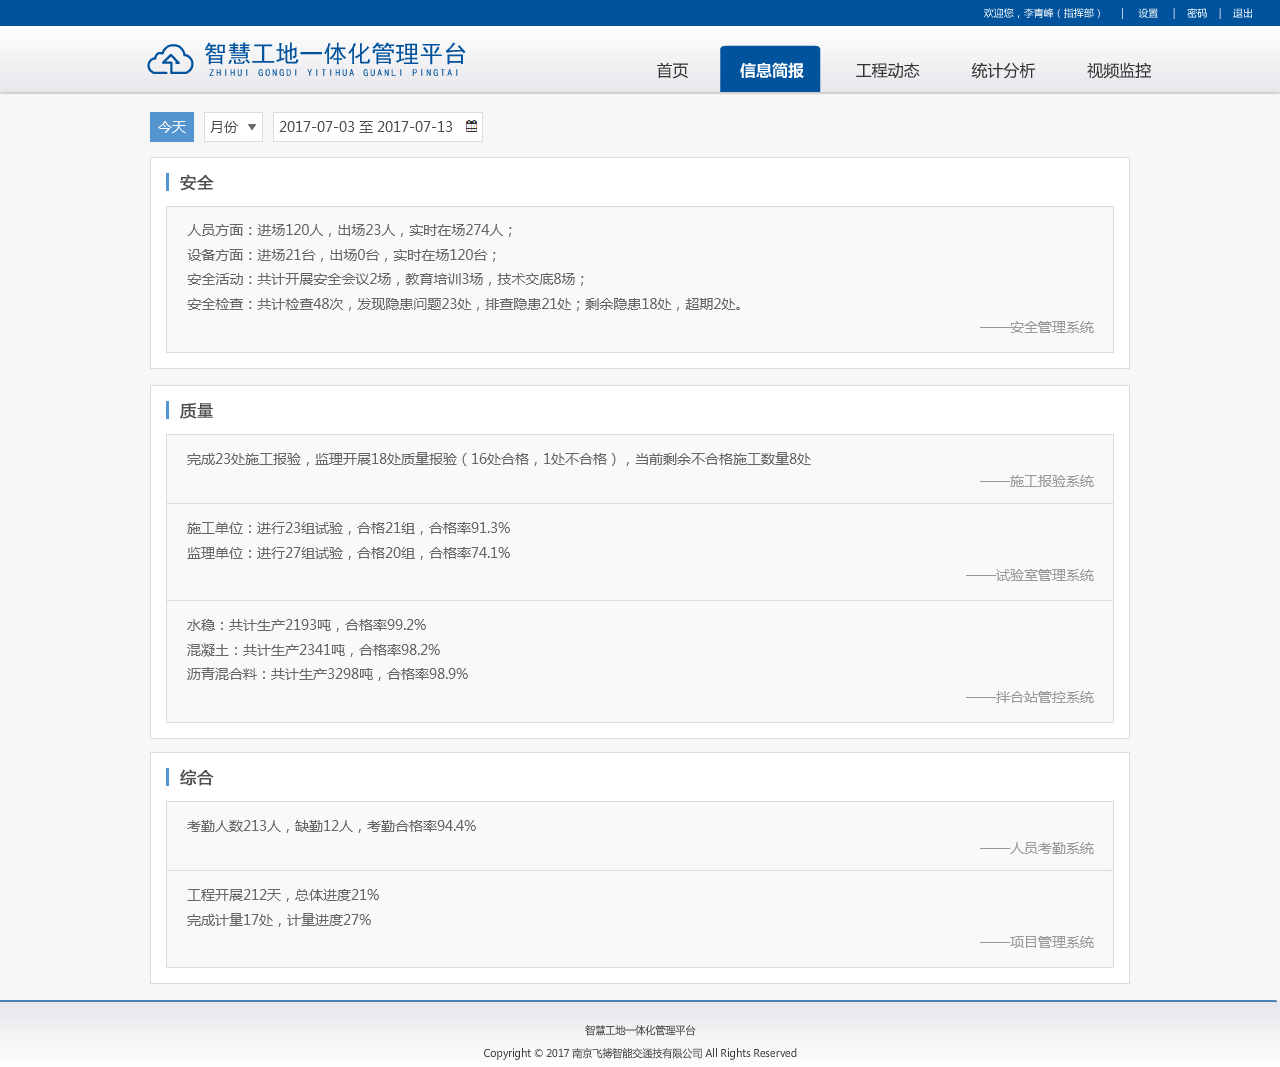 欢迎您，李青峰（指挥部） | 设置 | 密码 | 退出
智慧工地一体化管理平台
ZHIHUI GONGDI YITIHUA GUANLI PINGTAI
首页 信息简报 工程动态 统计分析 视频监控
今天 月份 2017-07-03 至 2017-07-13
安全
人员方面：进场120人，出场23人，实时在场274人；
设备方面：进场21台，出场0台，实时在场120台；
安全活动：共计开展安全会议2场，教育培训3场，技术交底8场；
安全检查：共计检查48次，发现隐患问题23处，排查隐患21处；剩余隐患18处，超期2处。
——安全管理系统
质量
完成23处施工报验，监理开展18处质量报验（16处合格，1处不合格），当前剩余不合格施工数量8处
——施工报验系统
施工单位：进行23组试验，合格21组，合格率91.3%
监理单位：进行27组试验，合格20组，合格率74.1%
——试验室管理系统
水稳：共计生产2193吨，合格率99.2%
混凝土：共计生产2341吨，合格率98.2%
沥青混合料：共计生产3298吨，合格率98.9%
——拌合站管控系统
综合
考勤人数213人，缺勤12人，考勤合格率94.4%
——人员考勤系统
工程开展212天，总体进度21%
完成计量17处，计量进度27%
——项目管理系统
智慧工地一体化管理平台
Copyright © 2017 南京飞搏智能交通技有限公司 All Rights Reserved